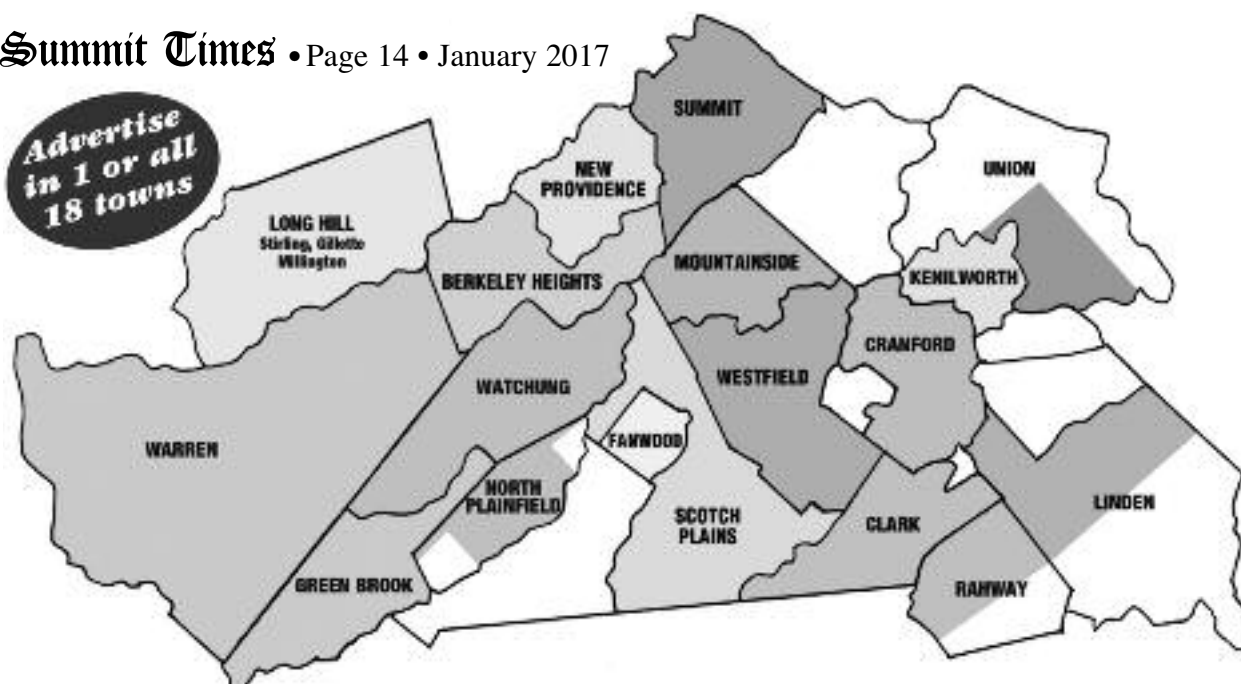 Summit Times • Page 14 • January 2017
Advertise
in 1 or all
18 towns
SUMMIT
NEW
PROVIDENCE
UNION
LONG HILL
Stirling, Gillette
Millington
BERKELEY HEIGHTS
MOUNTAINSIDE
KENILWORTH
CRANFORD
WATCHUNG
WESTFIELD
WARREN
FANWOOD
NORTH
PLAINFIELD
SCOTCH
PLAINS
CLARK
LINDEN
GREEN BROOK
RAHWAY